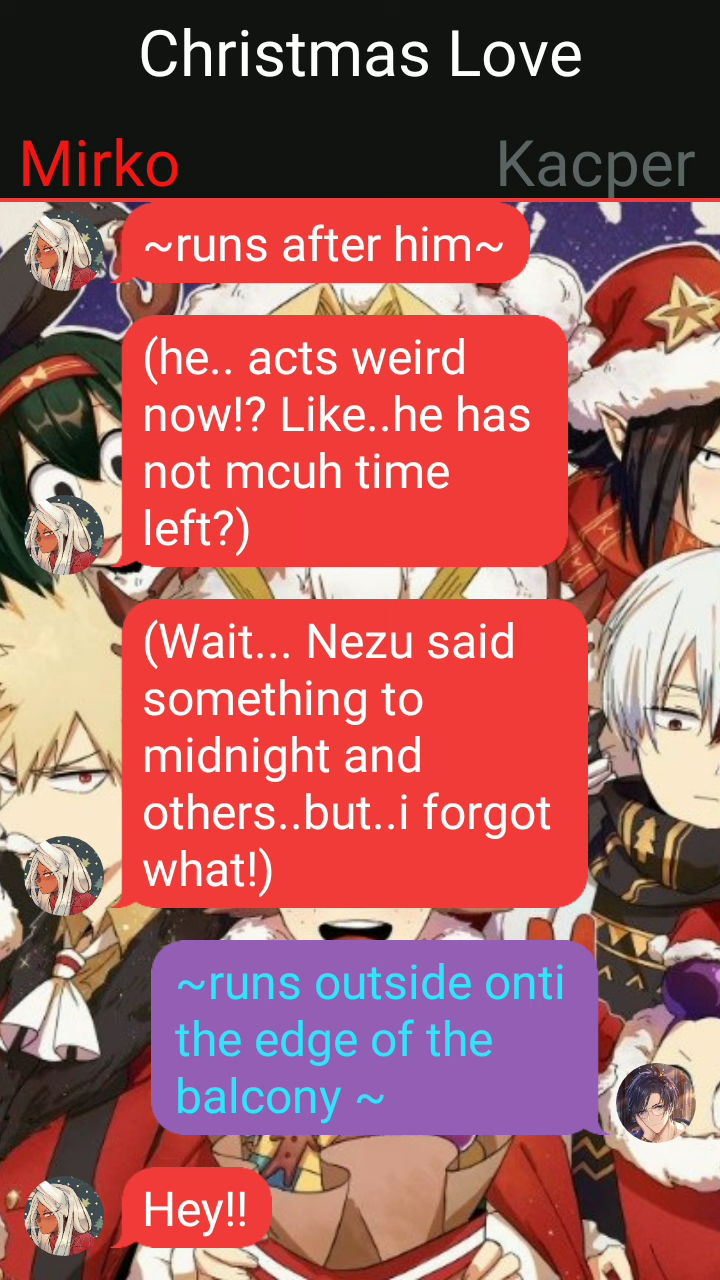 Christmas Love
Mirko
Kacper
~runs after him~
(he.. acts weird
now!? Like..he has
not mcuh time
left?)
(Wait... Nezu said
something to
midnight and
others..but..i forgot
what!)
~runs outside onti
the edge of the
balcony ~
Hey!!